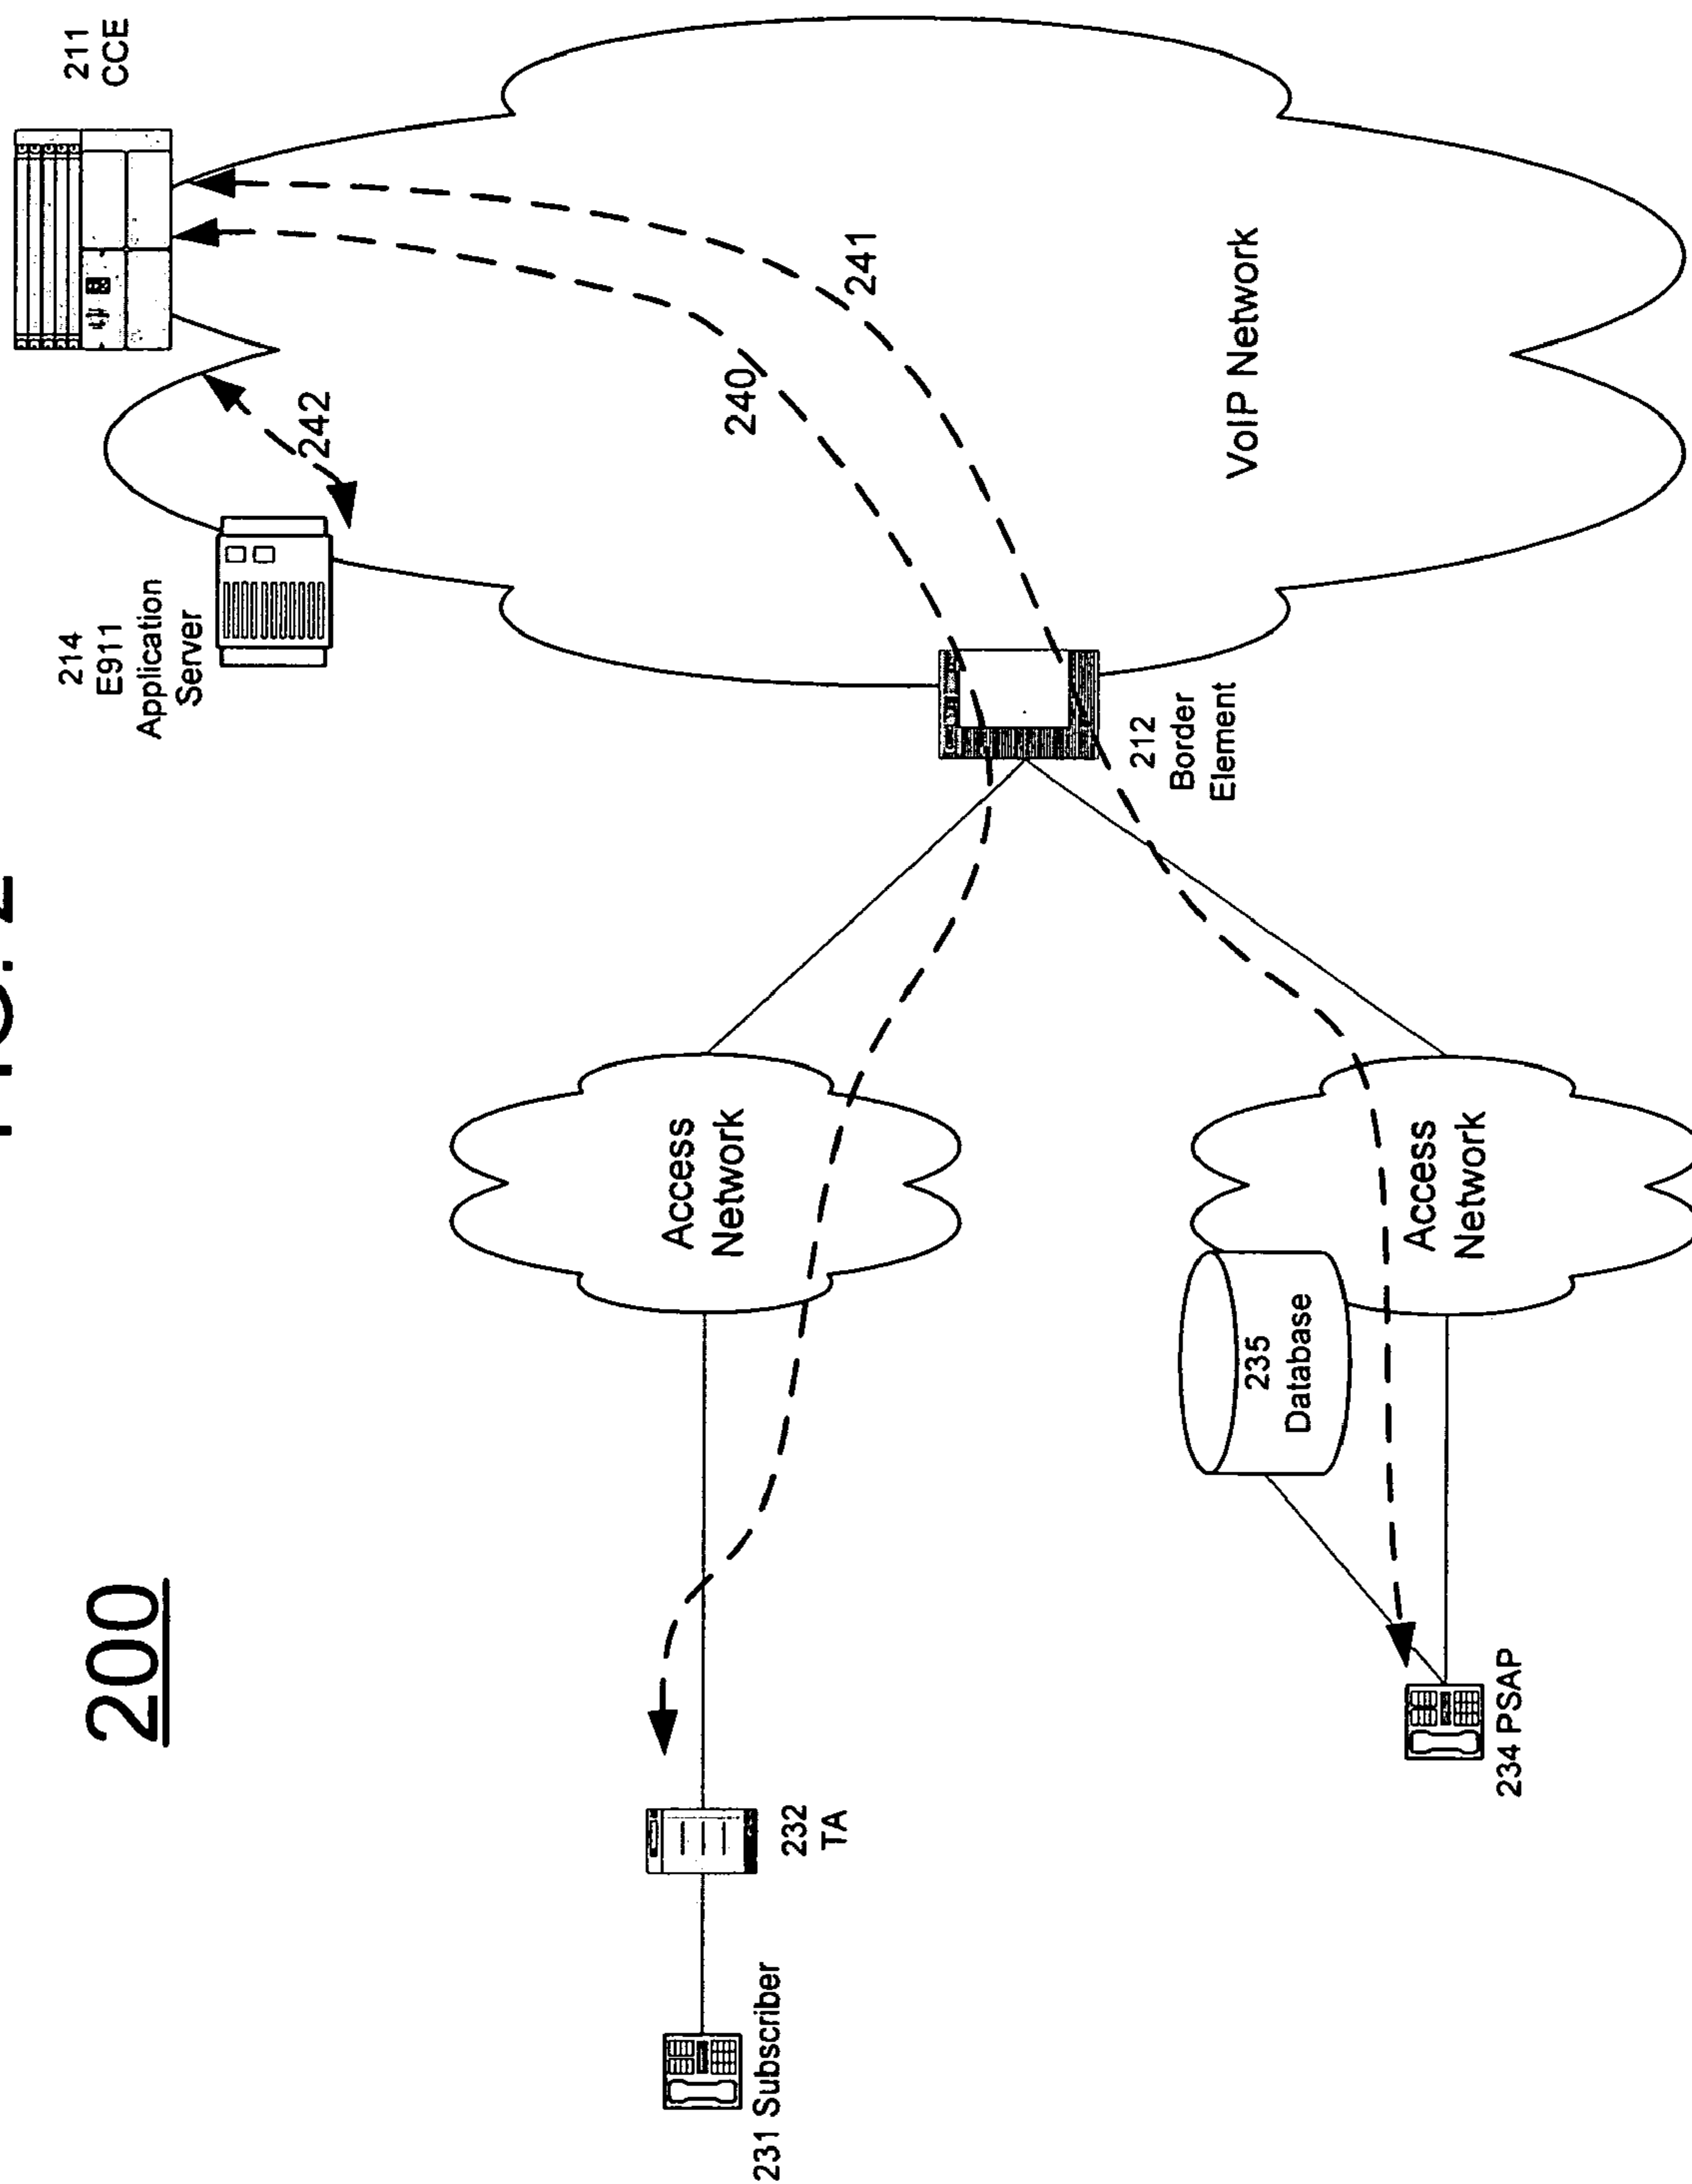 200
211
CCE
214
E911
Application
Server
242
240
241
VoIP Network
212
Border
Element
Access
Network
Access
Network
235
Database
232
TA
231 Subscriber
234 PSAP